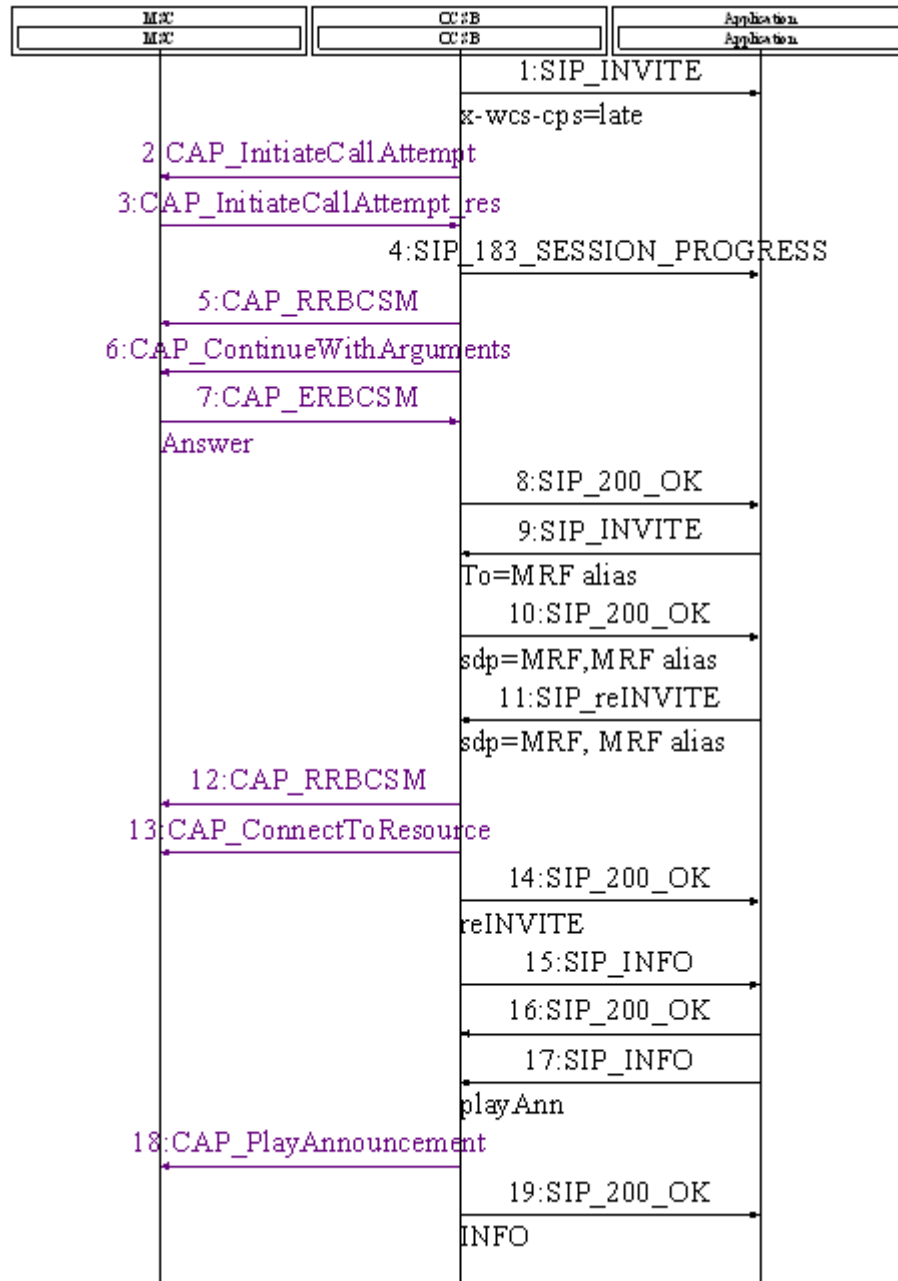 MSC OCSB Application
MSC OCSB Application
1:SIP_INVITE
x-wcs-cps=late
2 CAP_InitiateCallAttempt
3:CAP_InitiateCallAttempt_res
4:SIP_183_SESSION_PROGRESS
5:CAP_RRBCSM
6:CAP_ContinueWithArguments
7:CAP_ERBCSM
Answer
8:SIP_200_OK
9:SIP_INVITE
To=MRF alias
10:SIP_200_OK
sdp=MRF,MRF alias
11:SIP_reINVITE
sdp=MRF, MRF alias
12:CAP_RRBCSM
13:CAP_ConnectToResource
14:SIP_200_OK
reINVITE
15:SIP_INFO
16:SIP_200_OK
17:SIP_INFO
playAnn
18:CAP_PlayAnnouncement
19:SIP_200_OK
INFO